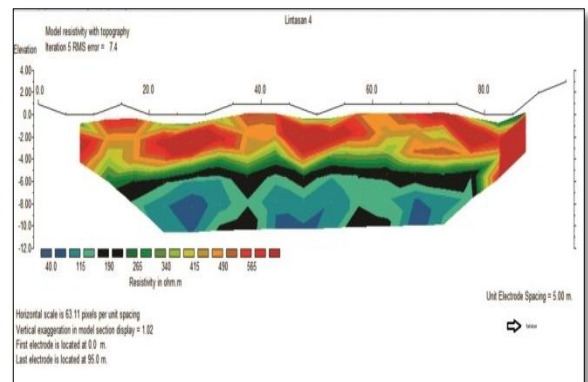 Lintasan 4
Model resistivity with topography
Iteration 5 RMS error = 7.4
Elevation
4.00
2.00
0.0
-2.00
-4.00
-6.00
-8.00
-10.0
-12.0
0.0 20.0 40.0 60.0 80.0
40.0 115 190 265 340 415 490 565
Resistivity in ohm.m
Unit Electrode Spacing = 5.00 m.
Horizontal scale is 63.11 pixels per unit spacing
Vertical exaggeration in model section display = 1.02
First electrode is located at 0.0 m.
Last electrode is located at 95.0 m.